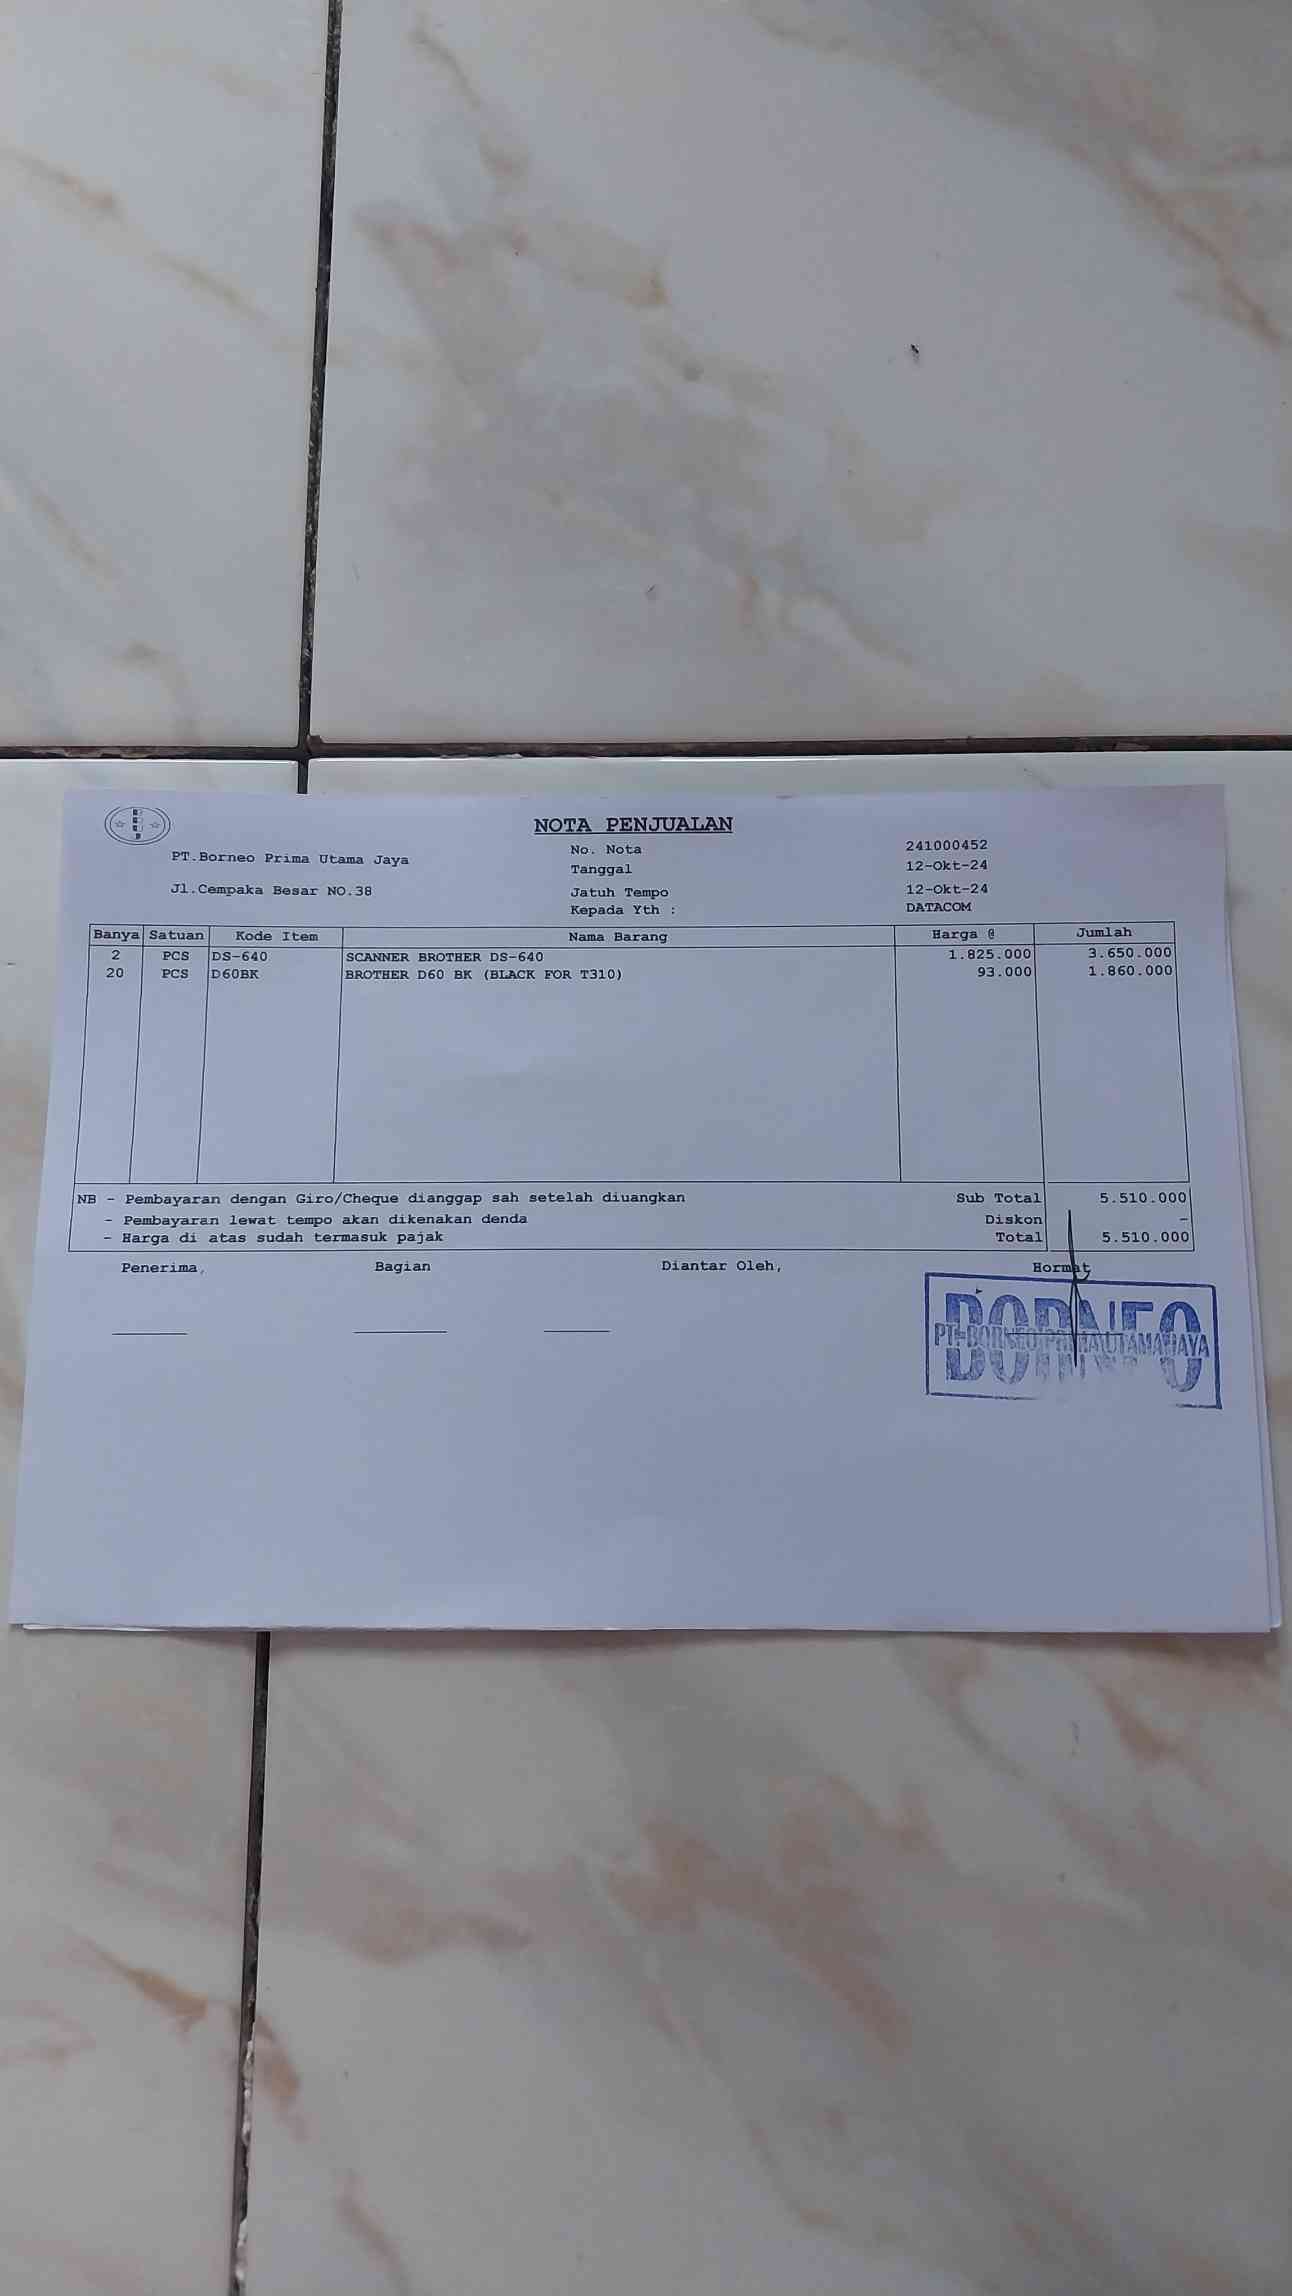 NOTA PENJUALAN
PT.Borneo Prima Utama Jaya
Jl.Cempaka Besar NO.38
No. Nota 241000452
Tanggal 12-Okt-24
Jatuh Tempo 12-Okt-24
Kepada Yth : DATACOM
Banya Satuan Kode Item Nama Barang Harga @ Jumlah
2 PCS DS-640 SCANNER BROTHER DS-640 1.825.000 3.650.000
20 PCS D60BK BROTHER D60 BK (BLACK FOR T310) 93.000 1.860.000
NB - Pembayaran dengan Giro/Cheque dianggap sah setelah diuangkan Sub Total 5.510.000
- Pembayaran lewat tempo akan dikenakan denda Diskon -
- Harga di atas sudah termasuk pajak Total 5.510.000
Penerima, Bagian Diantar Oleh, Hormat
BORNEO
PT. BORNEO PRIMA UTAMA JAYA